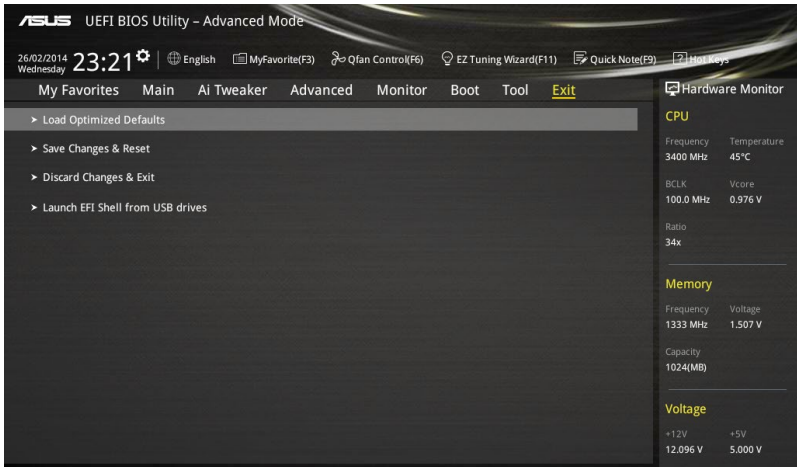 ASUS UEFI BIOS Utility – Advanced Mode
26/02/2014
Wednesday
23:21
English
MyFavorite(F3)
Qfan Control(F6)
EZ Tuning Wizard(F11)
Quick Note(F9)
? Hot Keys
My Favorites Main Ai Tweaker Advanced Monitor Boot Tool Exit
> Load Optimized Defaults
> Save Changes & Reset
> Discard Changes & Exit
> Launch EFI Shell from USB drives
Hardware Monitor
CPU
Frequency Temperature
3400 MHz 45°C
BCLK Vcore
100.0 MHz 0.976 V
Ratio
34x
Memory
Frequency Voltage
1333 MHz 1.507 V
Capacity
1024(MB)
Voltage
+12V +5V
12.096 V 5.000 V